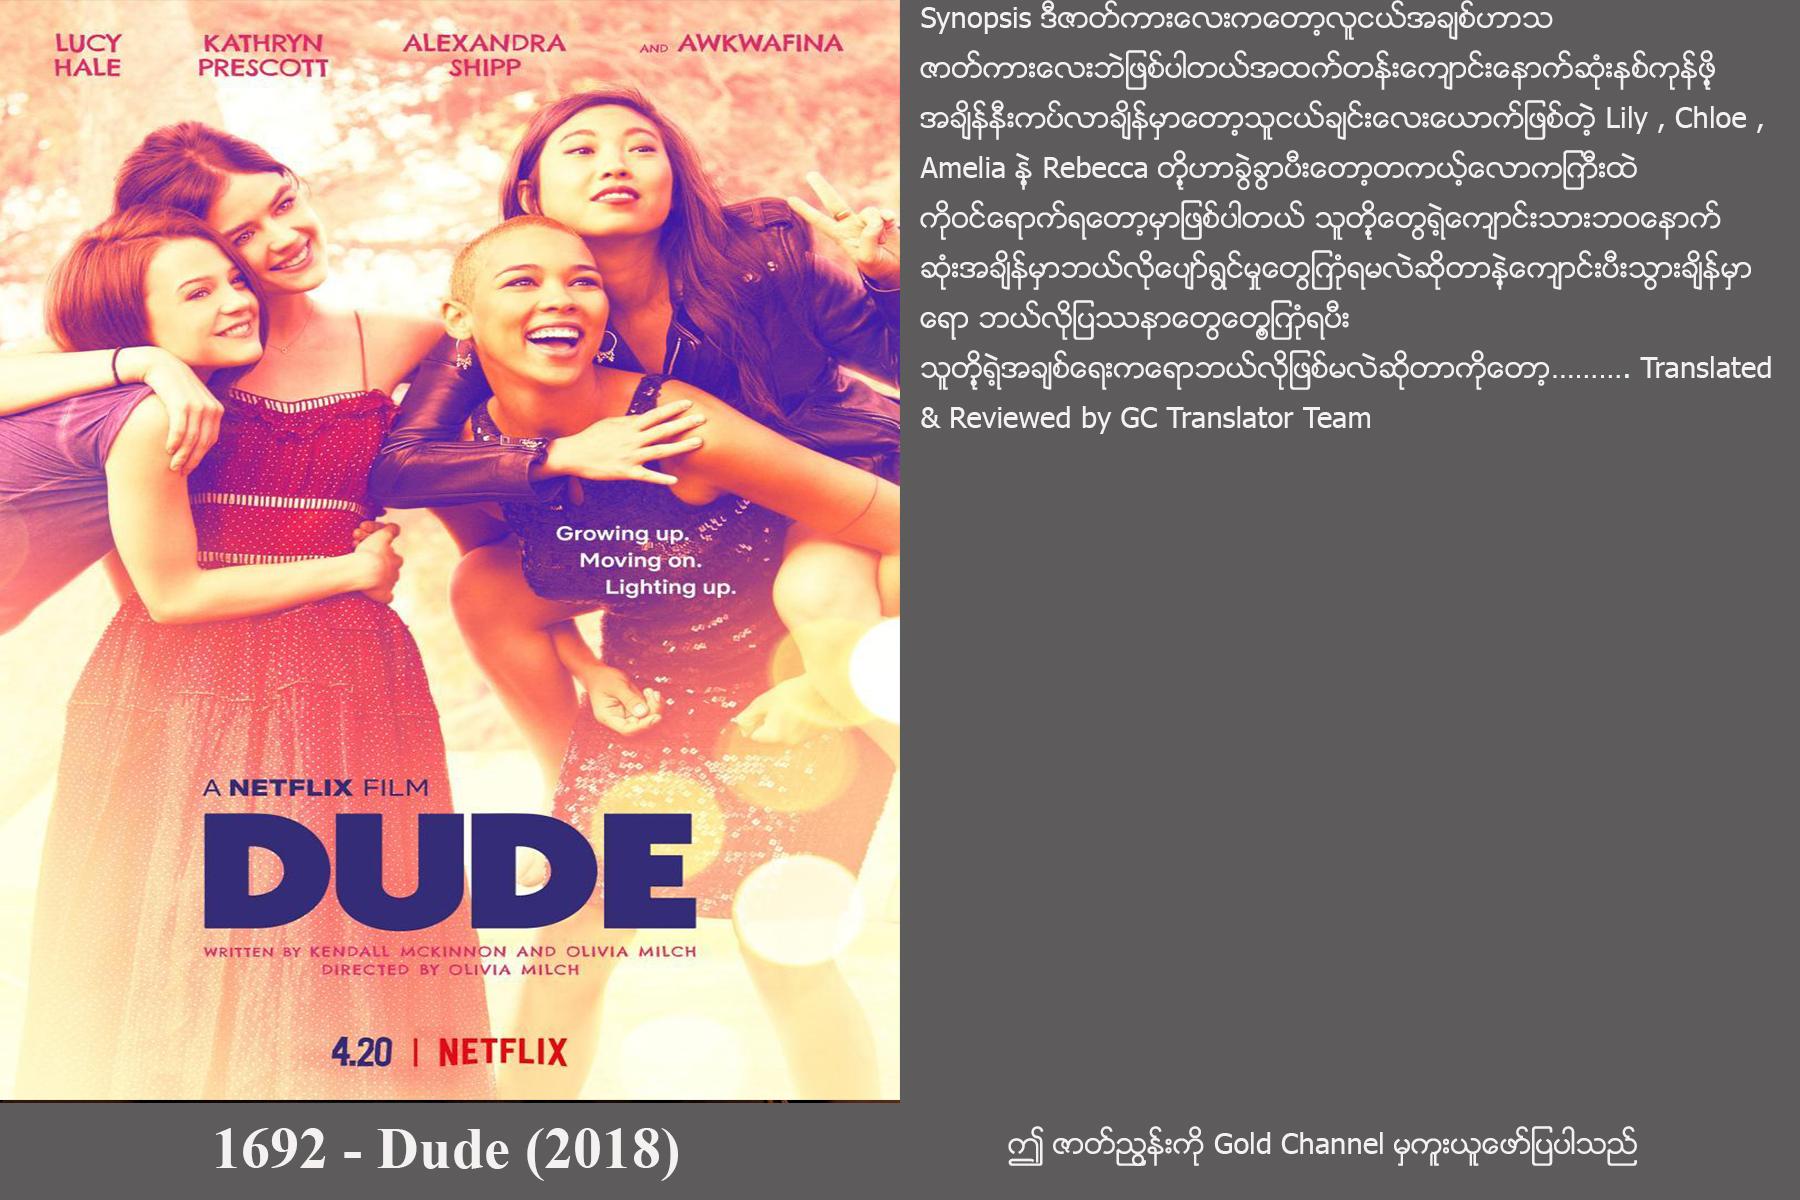 LUCY HALE
KATHRYN PRESCOTT
ALEXANDRA SHIPP
AND AWKWAFINA
Growing up.
Moving on.
Lighting up.
A NETFLIX FILM
DUDE
WRITTEN BY KENDALL MCKINNON AND OLIVIA MILCH
DIRECTED BY OLIVIA MILCH
4.20 | NETFLIX
1692 - Dude (2018)
Synopsis ဒီဇာတ်ကားလေးကတော့လူငယ်အချစ်ဟာသ
ဇာတ်ကားလေးဘဲဖြစ်ပါတယ်အထက်တန်းကျောင်းနောက်ဆုံးနှစ်ကုန်ဖို့
အချိန်နီးကပ်လာချိန်မှာတော့သူငယ်ချင်းလေးယောက်ဖြစ်တဲ့ Lily , Chloe ,
Amelia နဲ့ Rebecca တို့ဟာခွဲခွာပီးတော့တကယ့်လောကကြီးထဲ
ကိုဝင်ရောက်ရတော့မှာဖြစ်ပါတယ် သူတို့တွေရဲ့ကျောင်းသားဘဝနောက်
ဆုံးအချိန်မှာဘယ်လိုပျော်ရွှင်မှုတွေကြုံရမလဲဆိုတာနဲ့ကျောင်းပီးသွားချိန်မှာ
ရော ဘယ်လိုပြဿနာတွေတွေ့ကြုံရပီး
သူတို့ရဲ့အချစ်ရေးကရောဘယ်လိုဖြစ်မလဲဆိုတာကိုတော့.......... Translated
& Reviewed by GC Translator Team
ဤ ဇာတ်ညွှန်းကို Gold Channel မှကူးယူဖော်ပြပါသည်